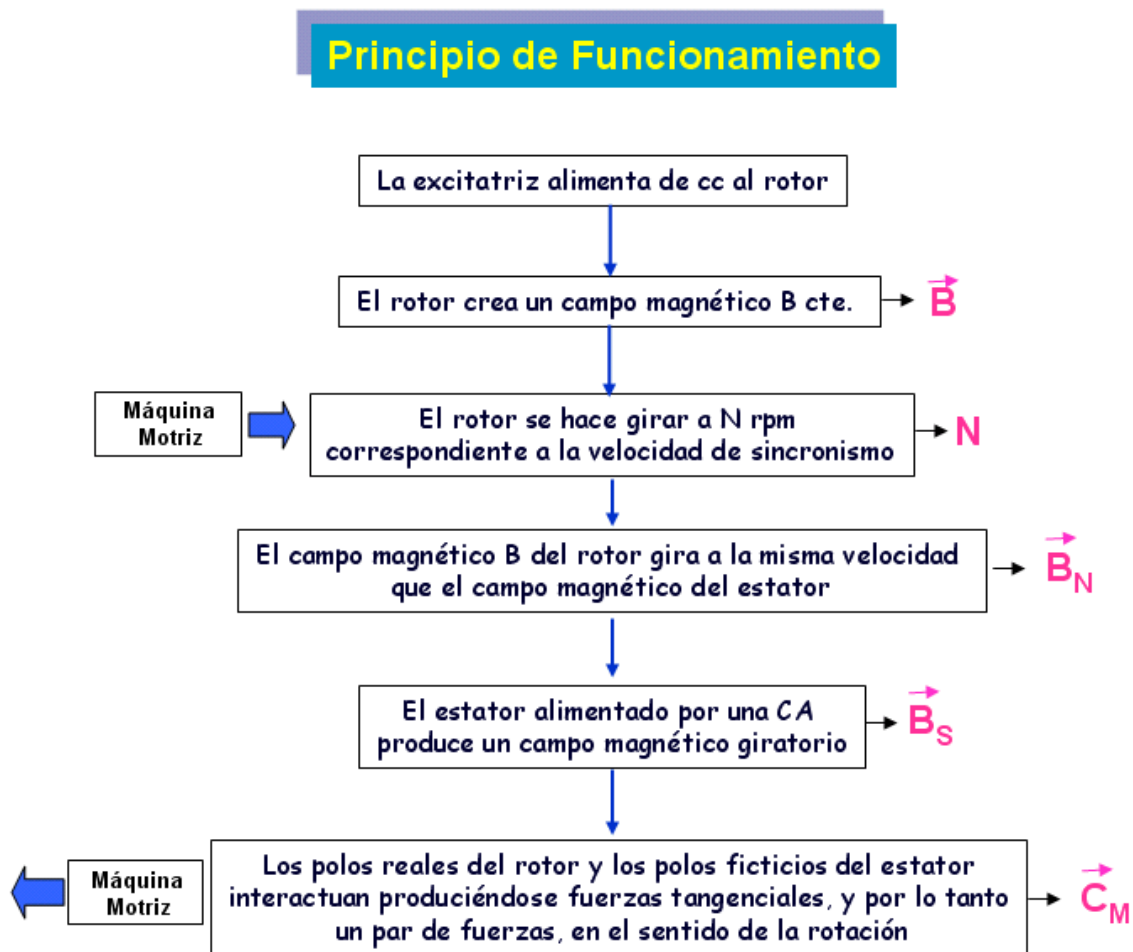 Principio de Funcionamiento
La excitatriz alimenta de cc al rotor
El rotor crea un campo magnético B cte.
B
Máquina
Motriz
El rotor se hace girar a N rpm
correspondiente a la velocidad de sincronismo
N
El campo magnético B del rotor gira a la misma velocidad
que el campo magnético del estator
B_N
El estator alimentado por una CA
produce un campo magnético giratorio
B_S
Máquina
Motriz
Los polos reales del rotor y los polos ficticios del estator
interactuan produciéndose fuerzas tangenciales, y por lo tanto
un par de fuerzas, en el sentido de la rotación
C_M